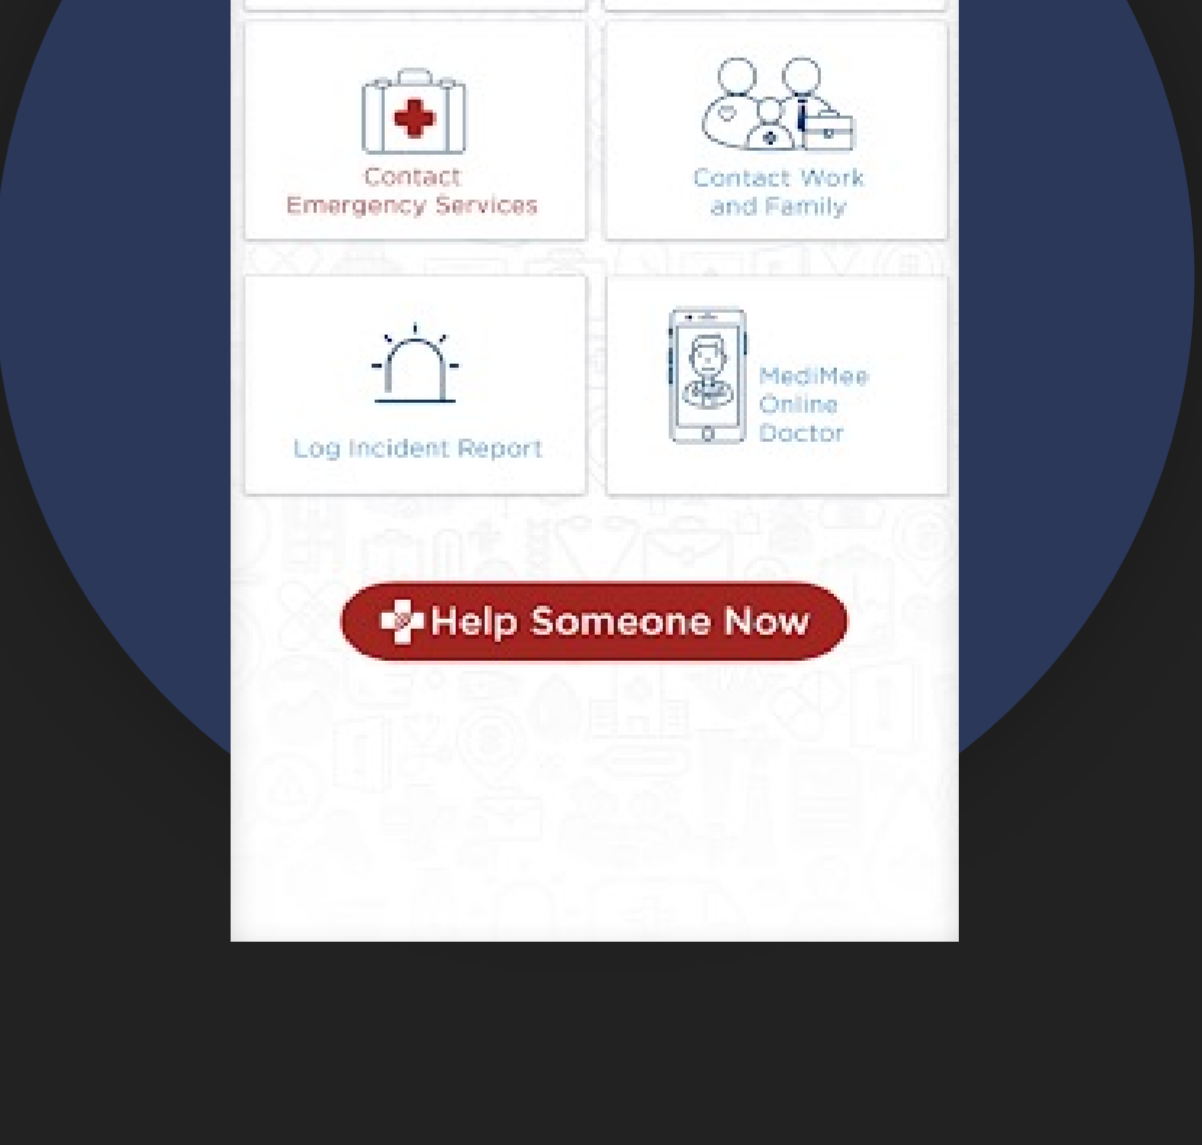 Contact
Emergency Services
Contact Work
and Family
Log Incident Report
MediMee
Online
Doctor
Help Someone Now